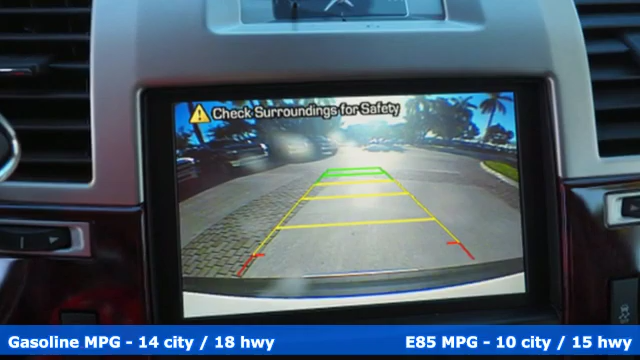 Check Surroundings for Safety
Gasoline MPG - 14 city / 18 hwy
E85 MPG - 10 city / 15 hwy